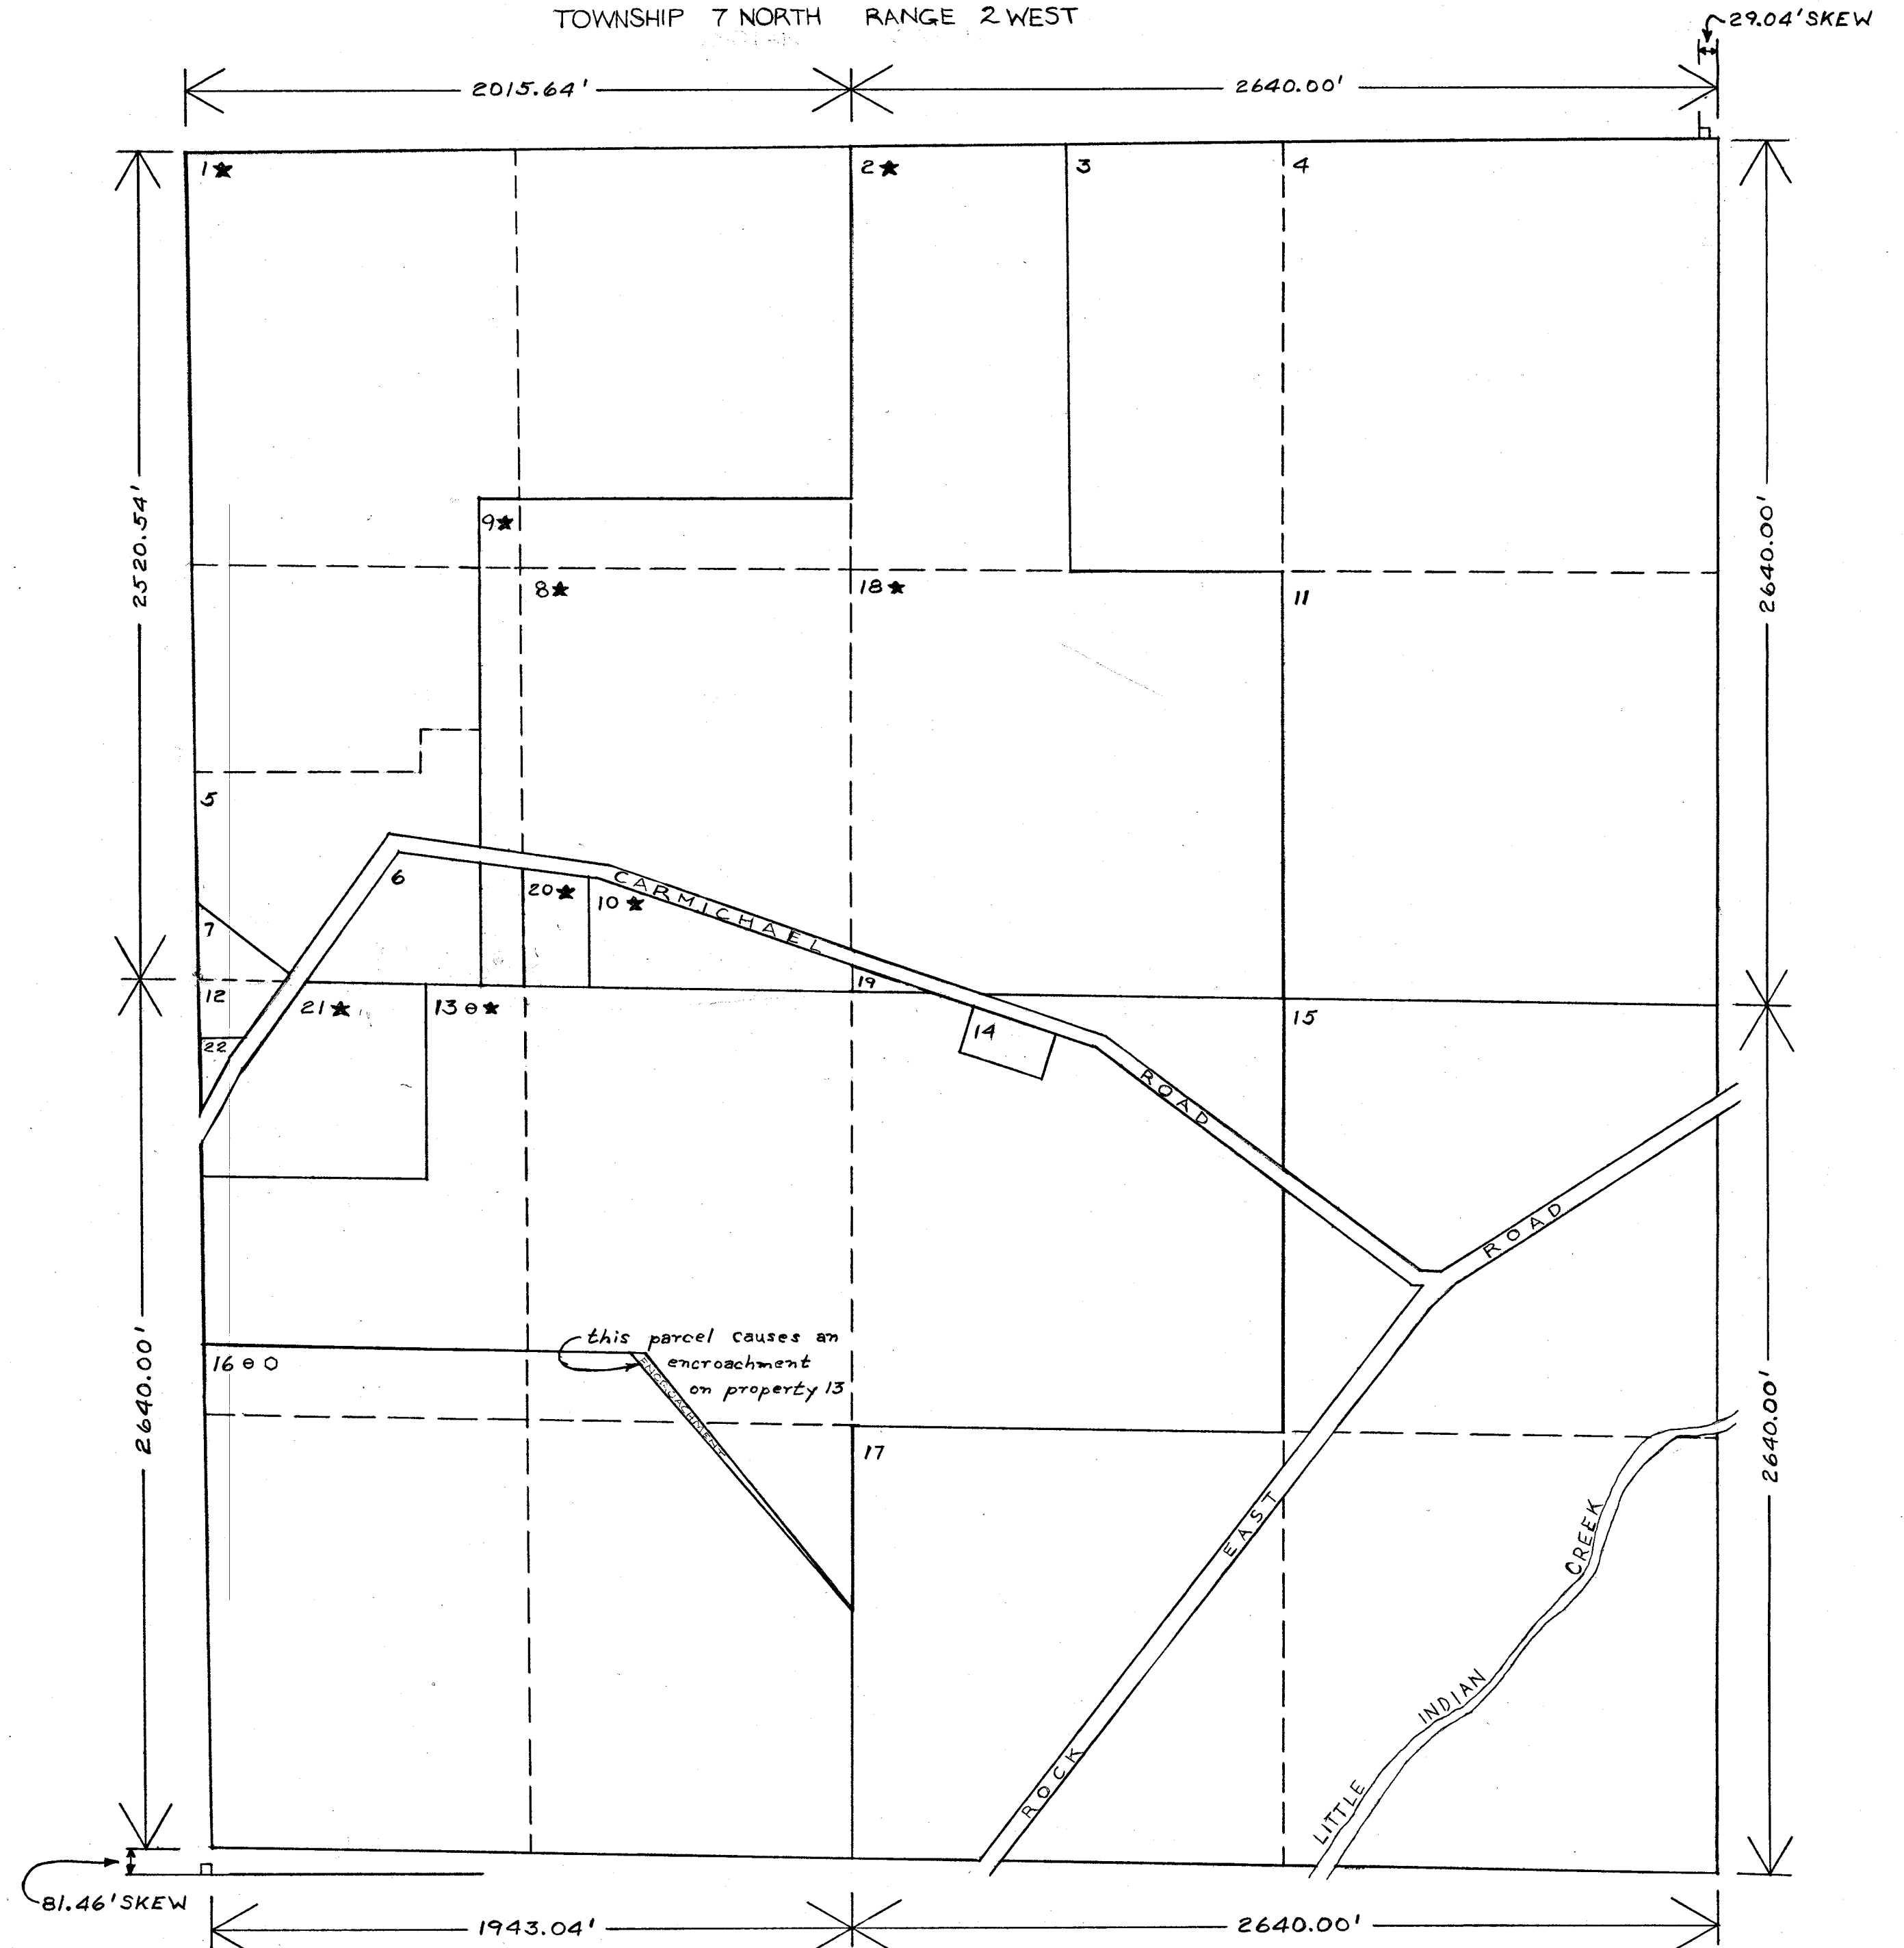 TOWNSHIP 7 NORTH RANGE 2 WEST
29.04' SKEW
2015.64'
2640.00'
1★
2★
3
4
2520.54'
2640.00'
9★
8★
18★
11
5
6
20★
10★
CARMICHAEL
7
19
12
21★
13 ɵ ★
14
15
22
ROAD
ROAD
this parcel causes an
encroachment
on property 13
16 ɵ O
ENCROACHMENT
17
2640.00'
2640.00'
EAST
CREEK
INDIAN
ROCK
LITTLE
81.46' SKEW
1943.04'
2640.00'